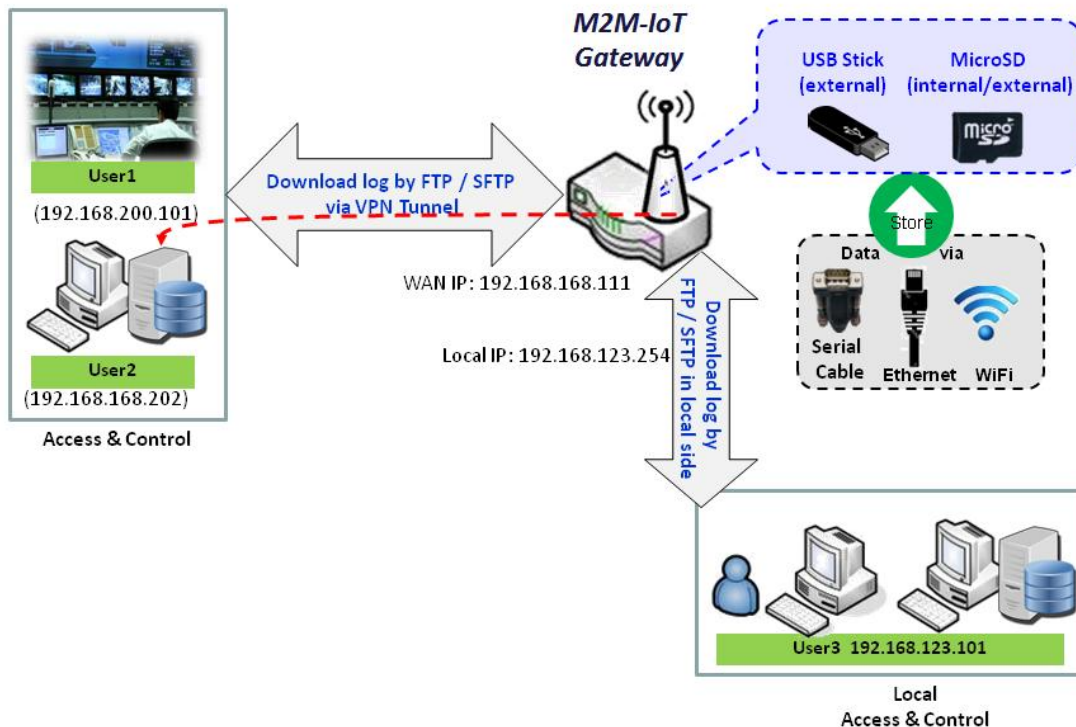 M2M-IoT
Gateway
USB Stick
(external)
MicroSD
(internal/external)
Micro
SD
User1
(192.168.200.101)
Download log by FTP / SFTP
via VPN Tunnel
Store
Data via
WAN IP: 192.168.168.111
Serial
Cable
Ethernet
WiFi
Local IP: 192.168.123.254
Download log by
FTP / SFTP in local side
User2
(192.168.168.202)
Access & Control
User3 192.168.123.101
Local
Access & Control